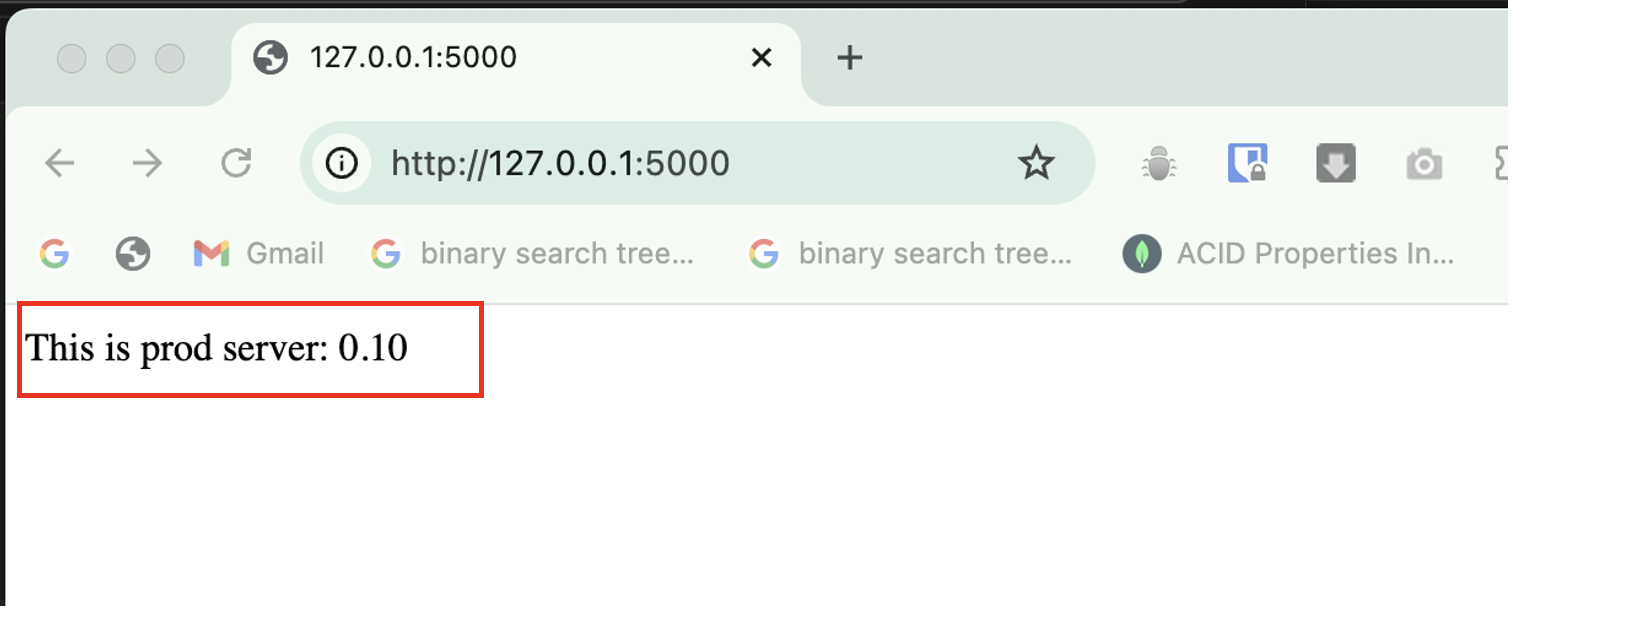 127.0.0.1:5000
http://127.0.0.1:5000
Gmail binary search tree... binary search tree... ACID Properties In...
This is prod server: 0.10